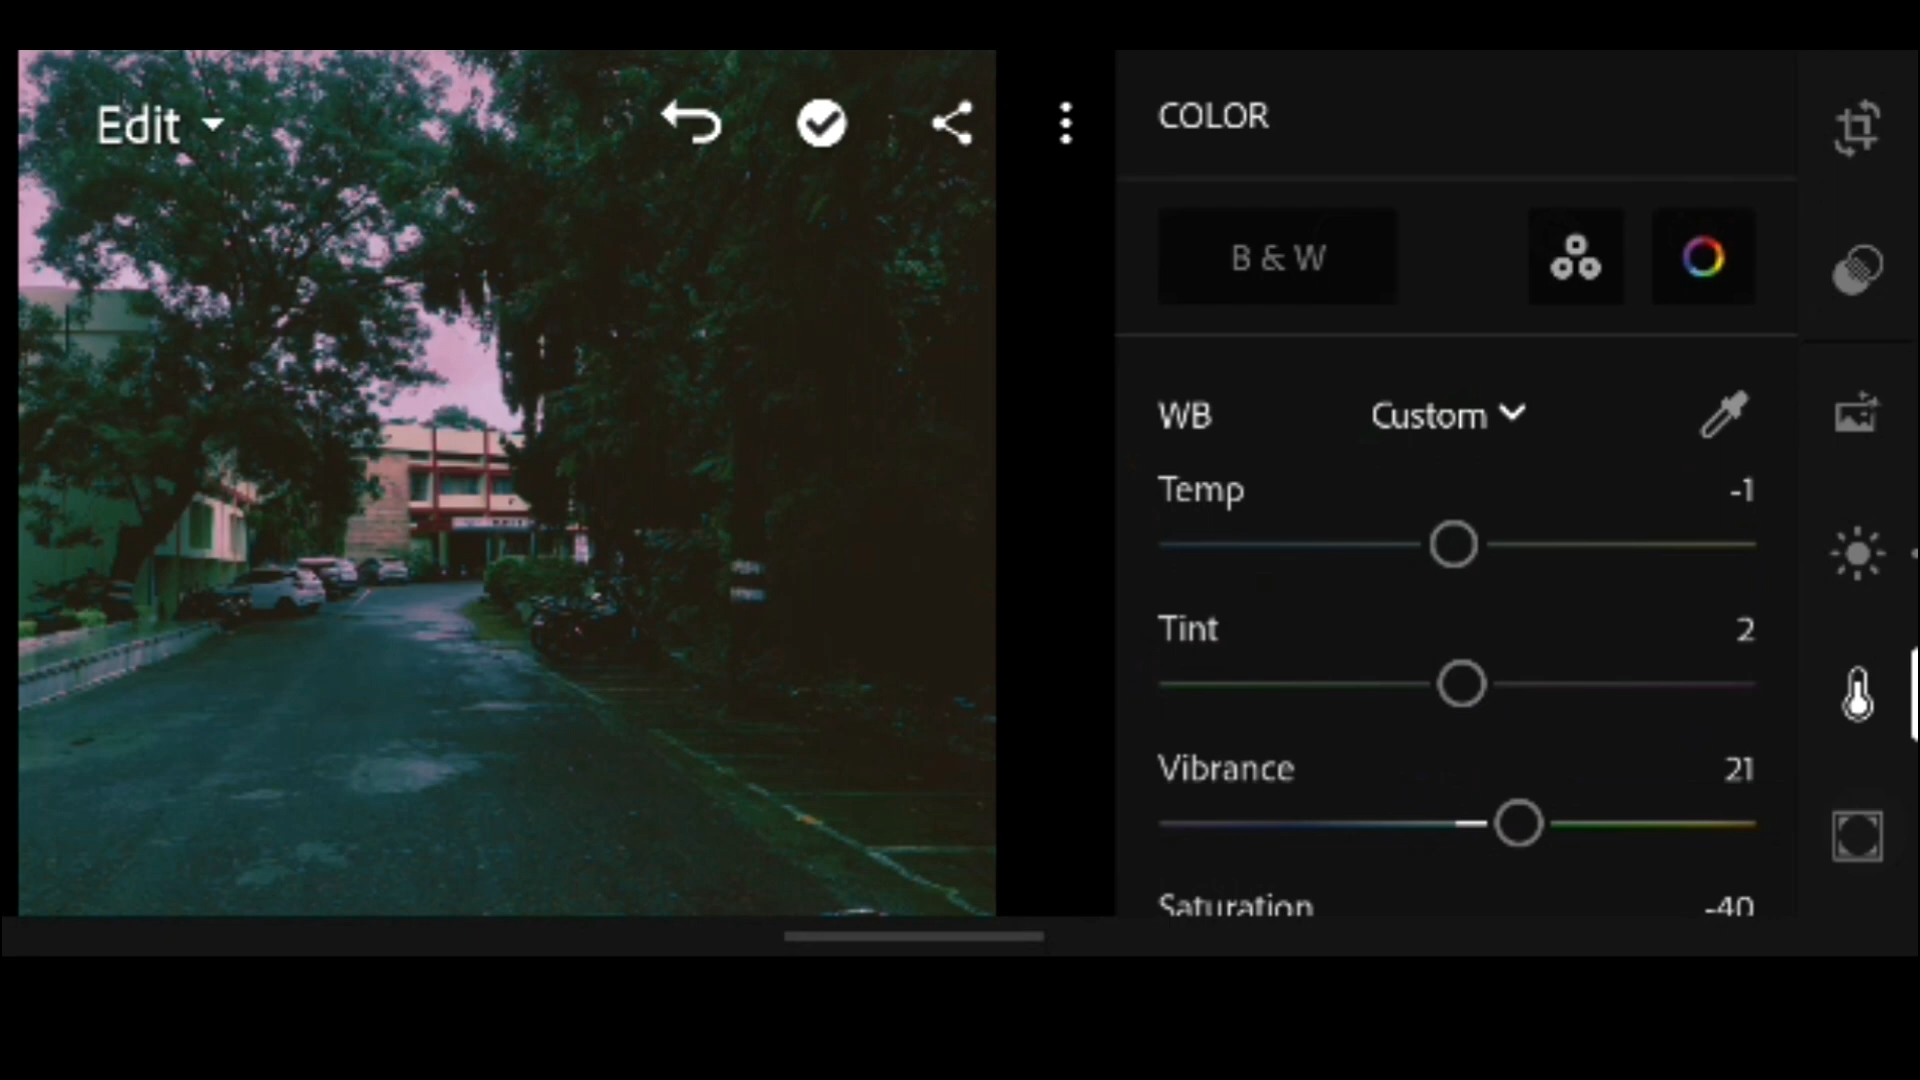 Edit
COLOR
B & W
WB Custom
Temp -1
Tint 2
Vibrance 21
Saturation -40